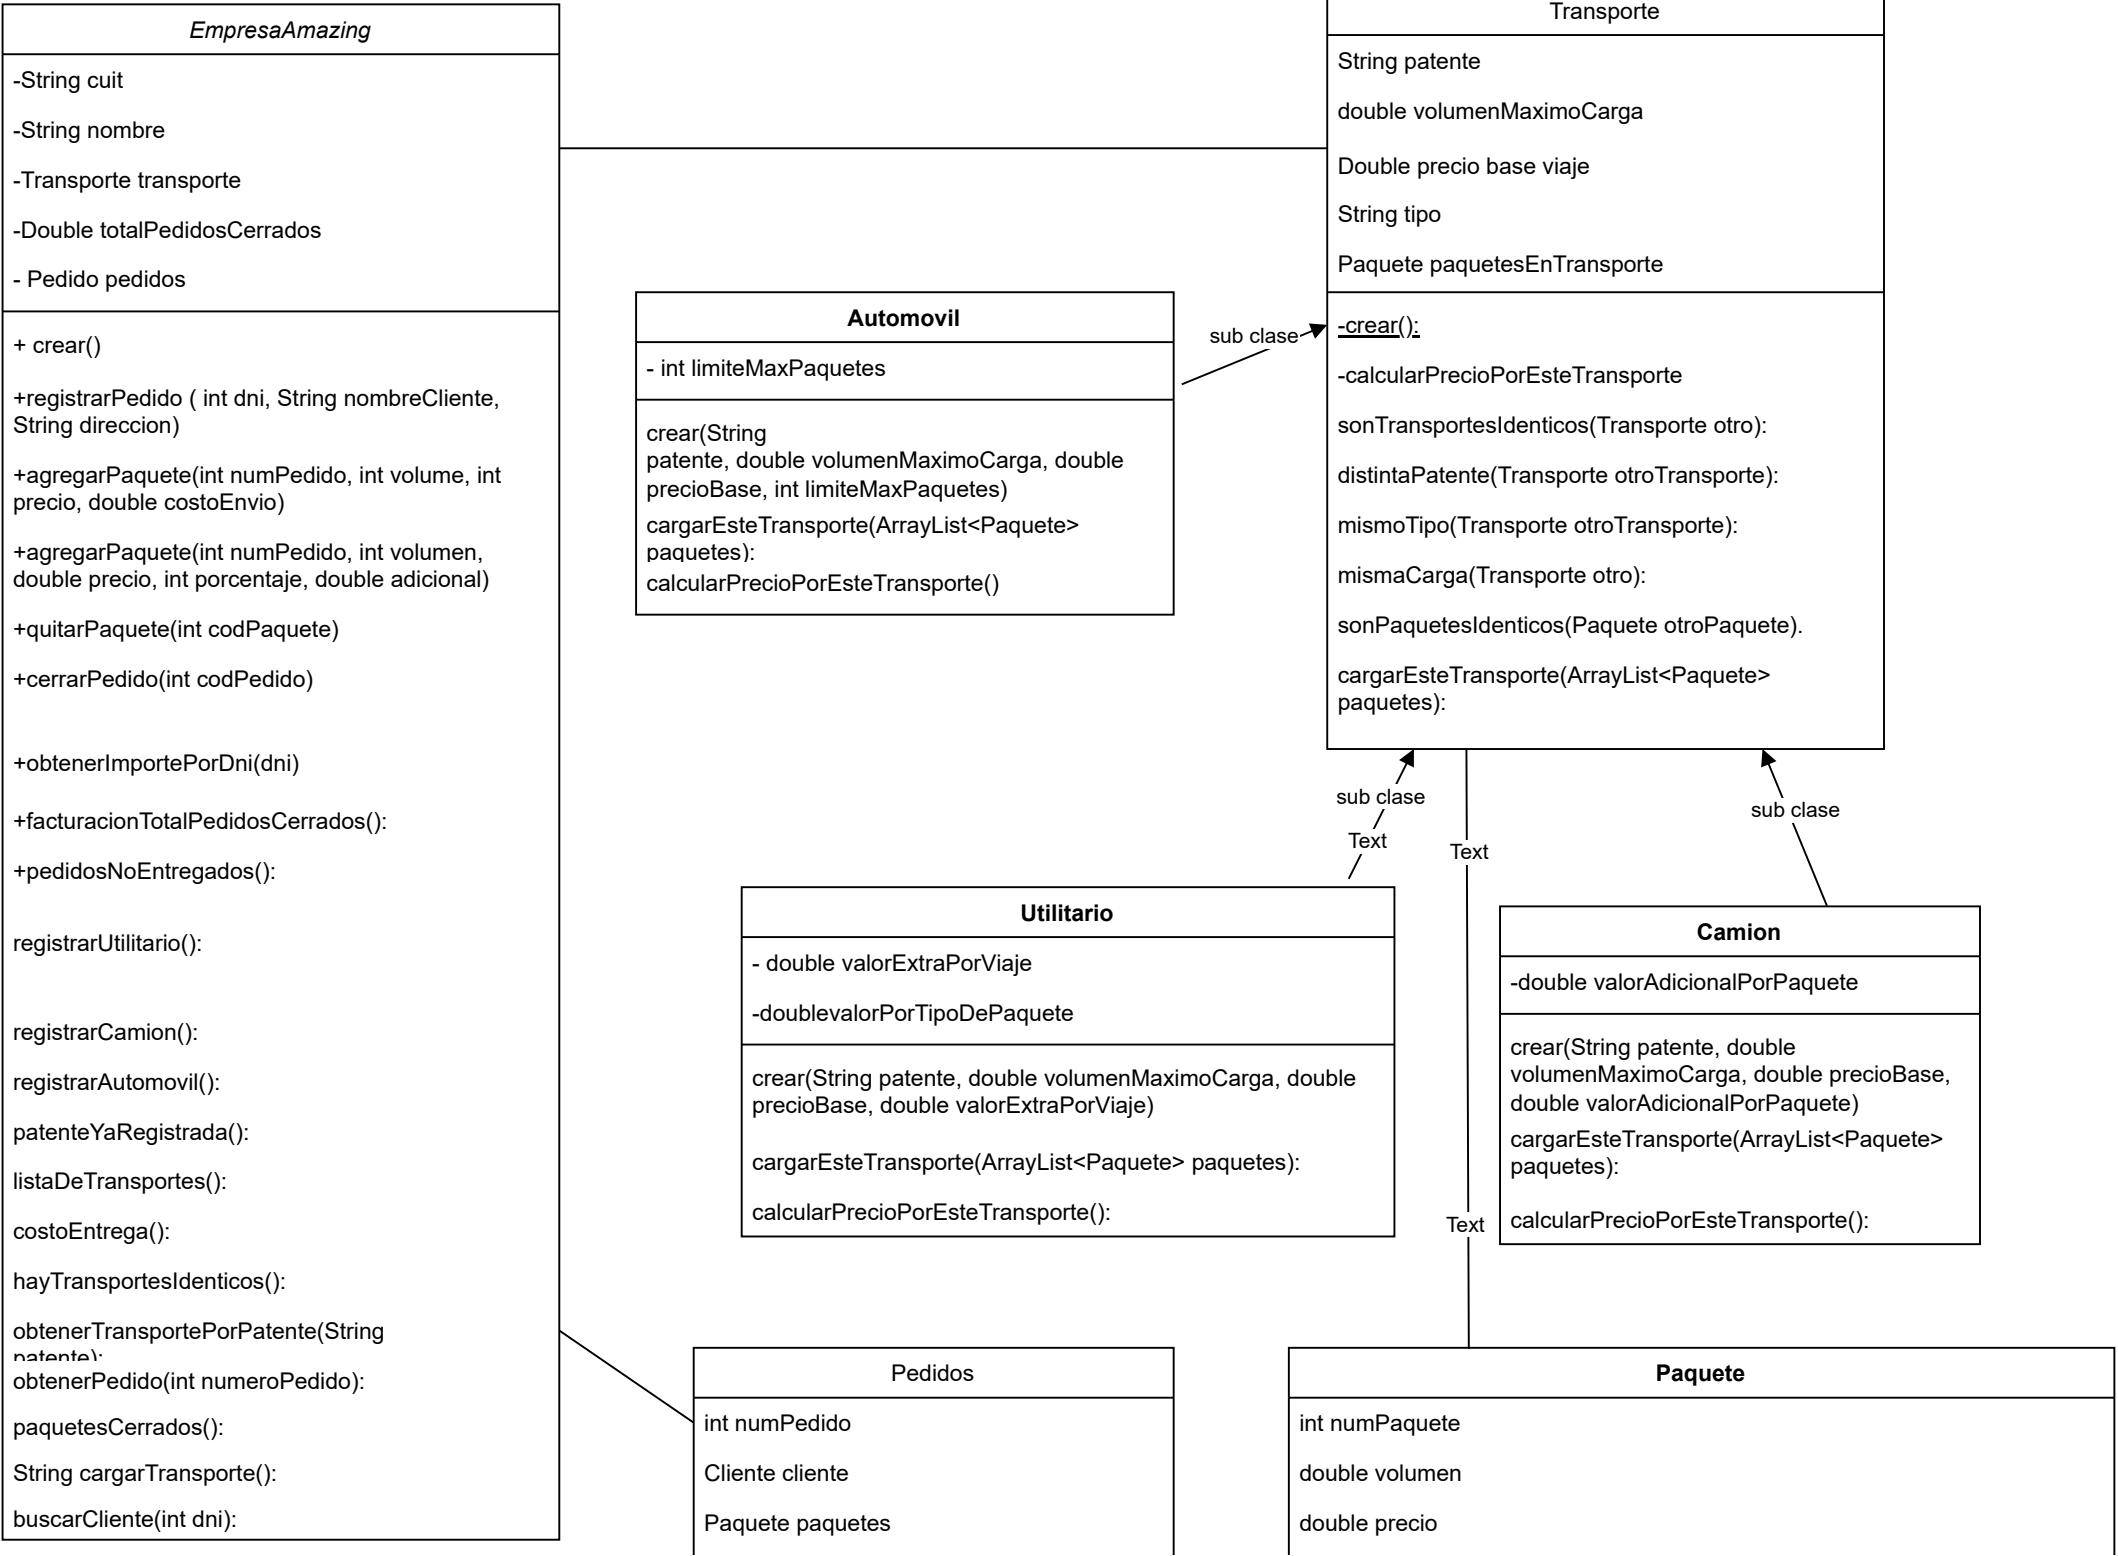 EmpresaAmazing
-String cuit
-String nombre
-Transporte transporte
-Double totalPedidosCerrados
- Pedido pedidos
+ crear()
+registrarPedido ( int dni, String nombreCliente,
String direccion)
+agregarPaquete(int numPedido, int volume, int
precio, double costoEnvio)
+agregarPaquete(int numPedido, int volumen,
double precio, int porcentaje, double adicional)
+quitarPaquete(int codPaquete)
+cerrarPedido(int codPedido)
+obtenerImportePorDni(dni)
+facturacionTotalPedidosCerrados():
+pedidosNoEntregados():
registrarUtilitario():
registrarCamion():
registrarAutomovil():
patenteYaRegistrada():
listaDeTransportes():
costoEntrega():
hayTransportesIdenticos():
obtenerTransportePorPatente(String
patente):
obtenerPedido(int numeroPedido):
paquetesCerrados():
String cargarTransporte():
buscarCliente(int dni):
Automovil
- int limiteMaxPaquetes
crear(String
patente, double volumenMaximoCarga, double
precioBase, int limiteMaxPaquetes)
cargarEsteTransporte(ArrayList<Paquete>
paquetes):
calcularPrecioPorEsteTransporte()
sub clase
Transporte
String patente
double volumenMaximoCarga
Double precio base viaje
String tipo
Paquete paquetesEnTransporte
-crear():
-calcularPrecioPorEsteTransporte
sonTransportesIdenticos(Transporte otro):
distintaPatente(Transporte otroTransporte):
mismoTipo(Transporte otroTransporte):
mismaCarga(Transporte otro):
sonPaquetesIdenticos(Paquete otroPaquete).
cargarEsteTransporte(ArrayList<Paquete>
paquetes):
sub clase
Text
Text
sub clase
Utilitario
- double valorExtraPorViaje
-doublevalorPorTipoDePaquete
crear(String patente, double volumenMaximoCarga, double
precioBase, double valorExtraPorViaje)
cargarEsteTransporte(ArrayList<Paquete> paquetes):
calcularPrecioPorEsteTransporte():
Camion
-double valorAdicionalPorPaquete
crear(String patente, double
volumenMaximoCarga, double precioBase,
double valorAdicionalPorPaquete)
cargarEsteTransporte(ArrayList<Paquete>
paquetes):
calcularPrecioPorEsteTransporte():
Text
Pedidos
int numPedido
Cliente cliente
Paquete paquetes
Paquete
int numPaquete
double volumen
double precio